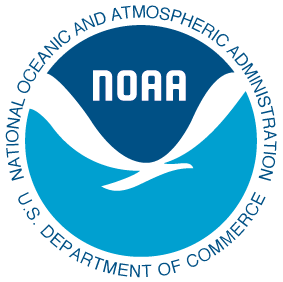 NATIONAL OCEANIC AND ATMOSPHERIC ADMINISTRATION
NOAA
U.S. DEPARTMENT OF COMMERCE